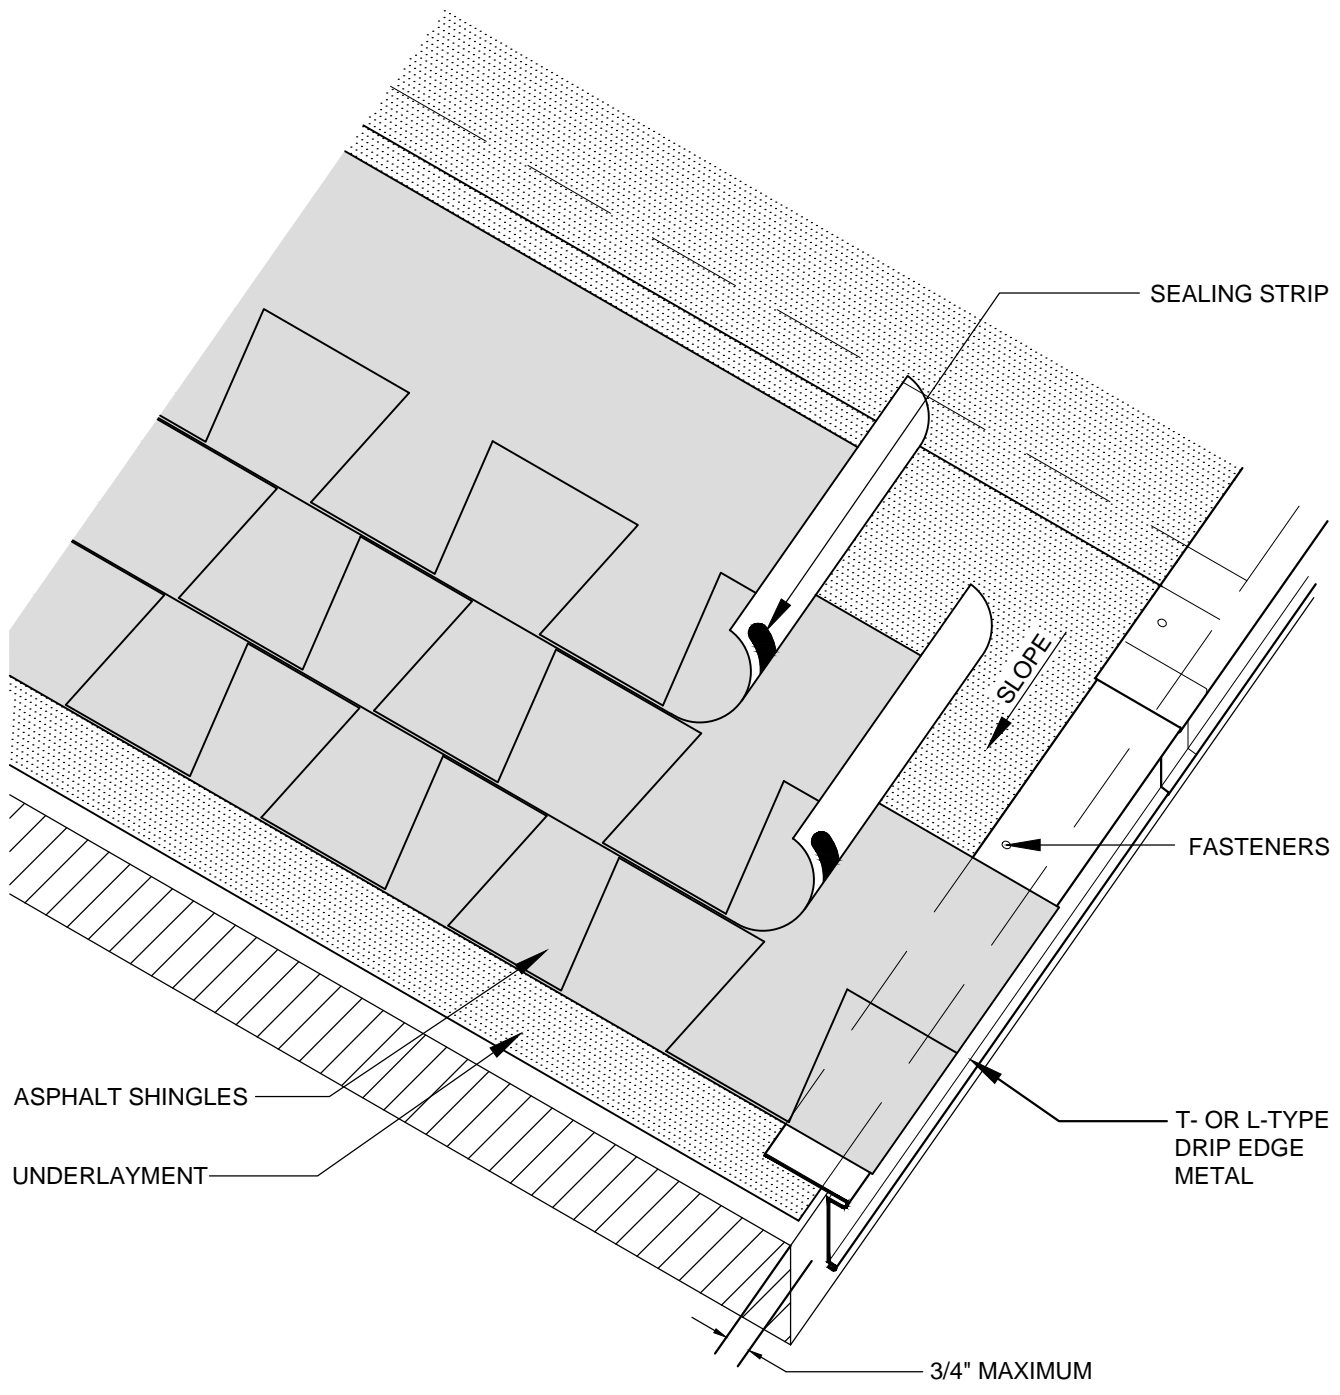 SEALING STRIP
SLOPE
FASTENERS
ASPHALT SHINGLES
T- OR L-TYPE
DRIP EDGE
METAL
UNDERLAYMENT
3/4" MAXIMUM